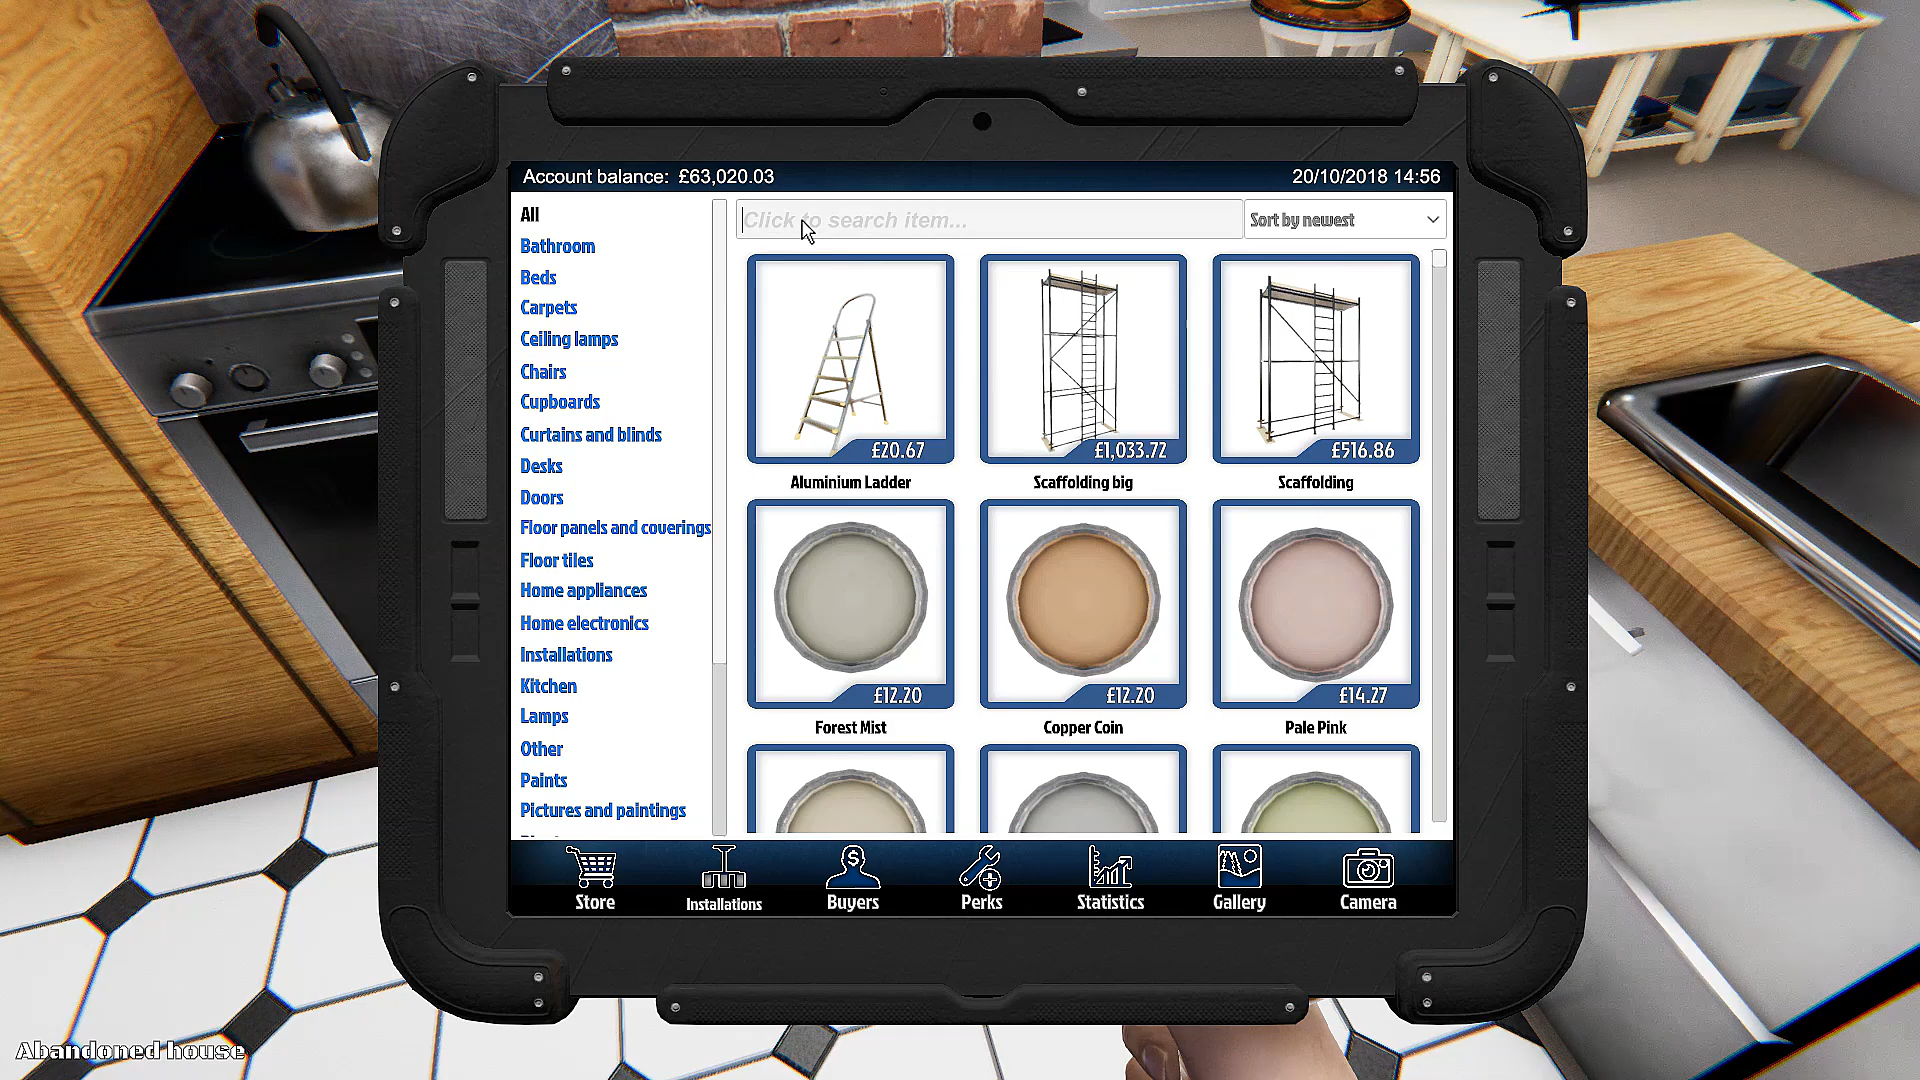 Account balance: £63,020.03
20/10/2018 14:56
All
Bathroom
Beds
Carpets
Ceiling lamps
Chairs
Cupboards
Curtains and blinds
Desks
Doors
Floor panels and coverings
Floor tiles
Home appliances
Home electronics
Installations
Kitchen
Lamps
Other
Paints
Pictures and paintings
Click to search item...
Sort by newest
£20.67
£1,033.72
£516.86
Aluminium Ladder
Scaffolding big
Scaffolding
£12.20
£12.20
£14.27
Forest Mist
Copper Coin
Pale Pink
Store
Installations
Buyers
Perks
Statistics
Gallery
Camera
Abandoned house